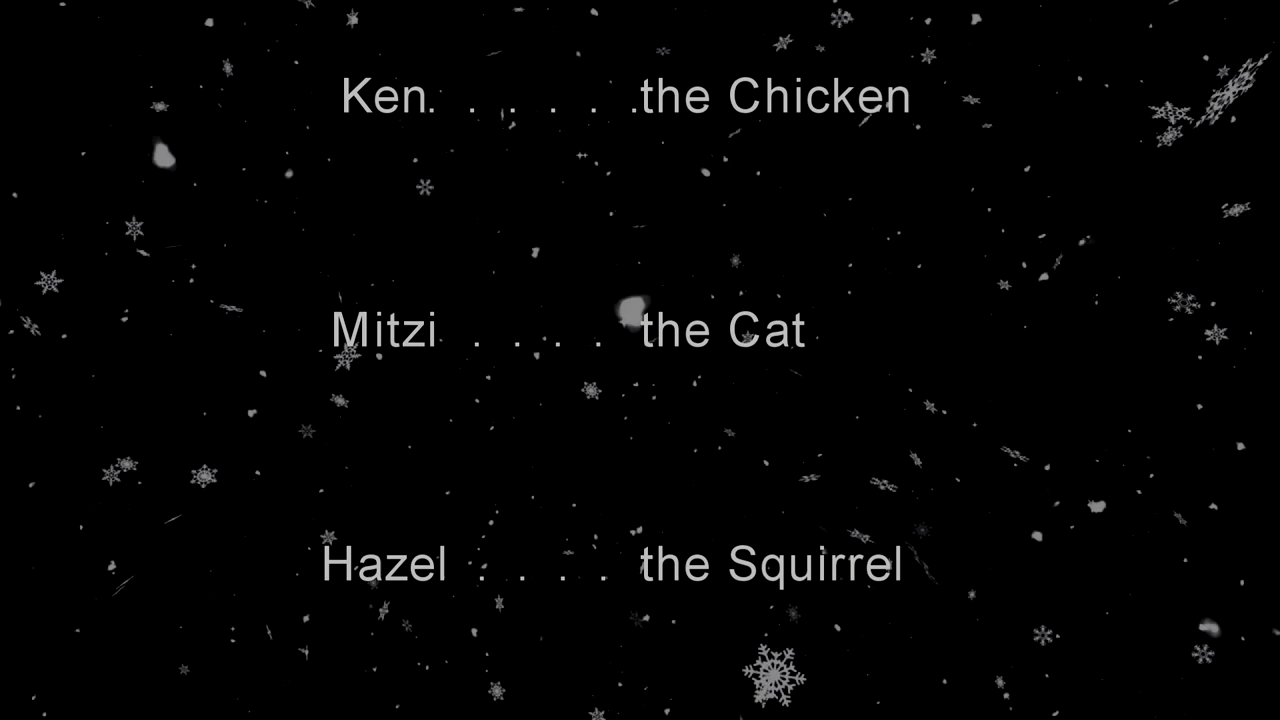 Ken. . . . . .the Chicken
Mitzi . . . . the Cat
Hazel . . . . the Squirrel